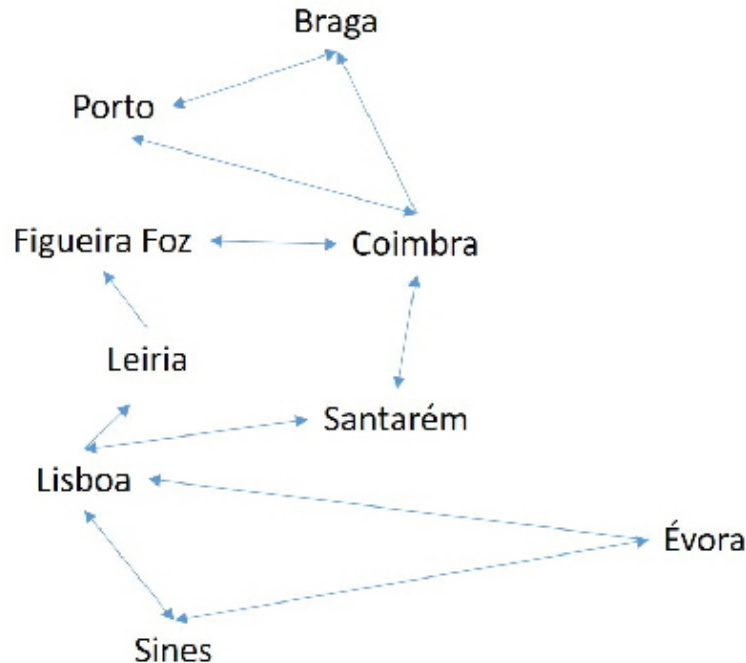 Braga
Porto
Figueira Foz
Coimbra
Leiria
Santarém
Lisboa
Évora
Sines